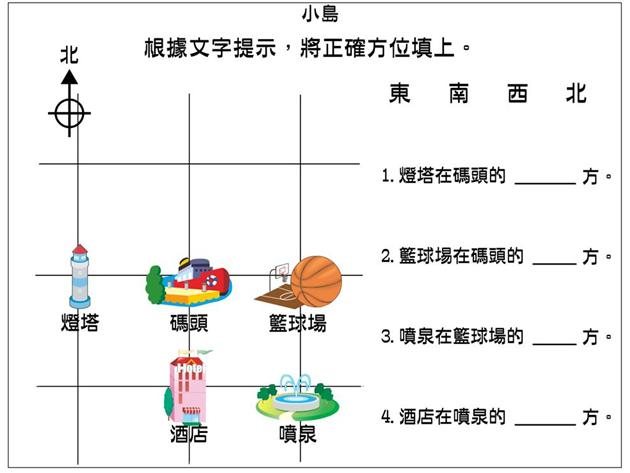 小島
根據文字提示，將正確方位填上。
北
東 南 西 北
1. 燈塔在碼頭的 ______ 方。
2. 籃球場在碼頭的 _____ 方。
燈塔 碼頭 籃球場
3. 噴泉在籃球場的 _____ 方。
Hotel
4. 酒店在噴泉的 ______ 方。
酒店 噴泉